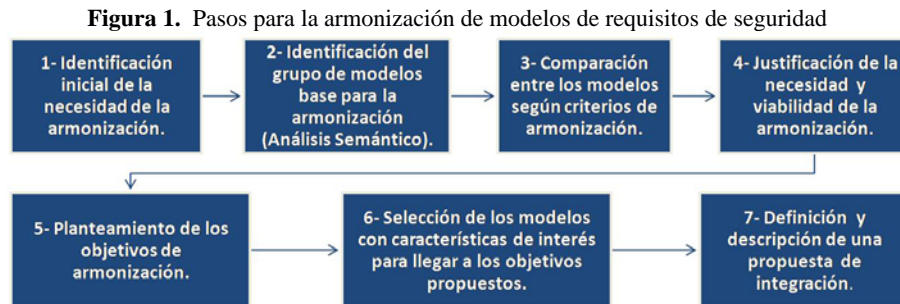 Figura 1. Pasos para la armonización de modelos de requisitos de seguridad
1- Identificación
inicial de la
necesidad de la
armonización.
2- Identificación del
grupo de modelos
base para la
armonización
(Análisis Semántico).
3- Comparación
entre los modelos
según criterios de
armonización.
4- Justificación de la
necesidad y
viabilidad de la
armonización.
5- Planteamiento de los
objetivos de
armonización.
6- Selección de los modelos
con características de interés
para llegar a los objetivos
propuestos.
7- Definición y
descripción de una
propuesta de
integración.